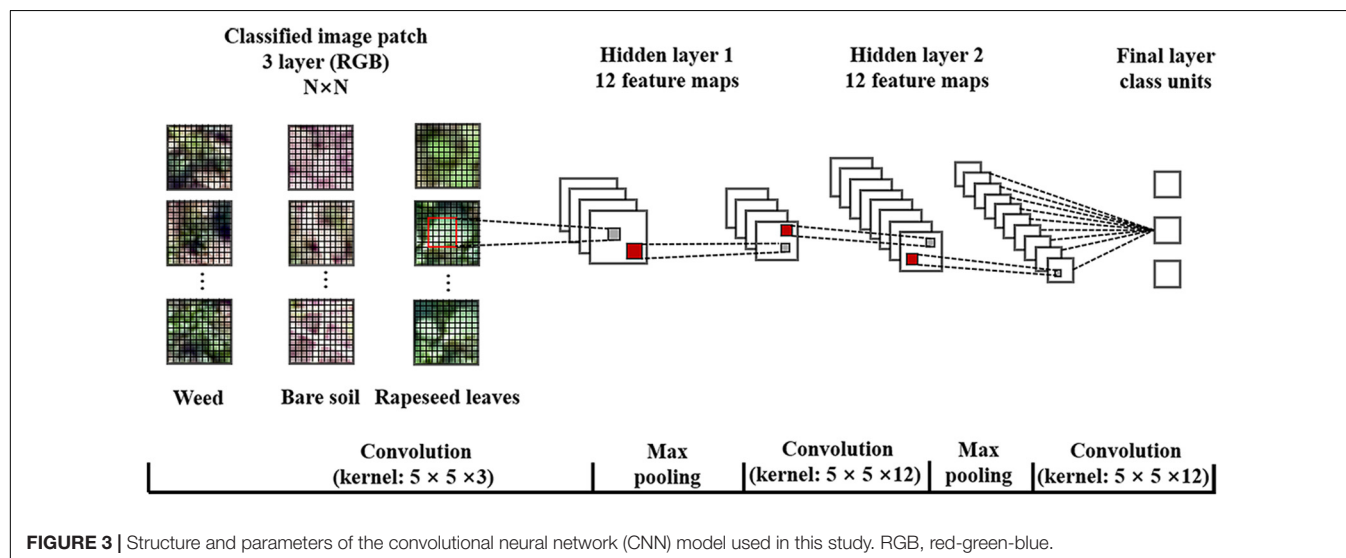 Classified image patch
3 layer (RGB)
N×N
Hidden layer 1
12 feature maps
Hidden layer 2
12 feature maps
Final layer
class units
Weed
Bare soil
Rapeseed leaves
Convolution
(kernel: 5 × 5 ×3)
Max
pooling
Convolution
(kernel: 5 × 5 ×12)
Max
pooling
Convolution
(kernel: 5 × 5 ×12)
FIGURE 3 | Structure and parameters of the convolutional neural network (CNN) model used in this study. RGB, red-green-blue.